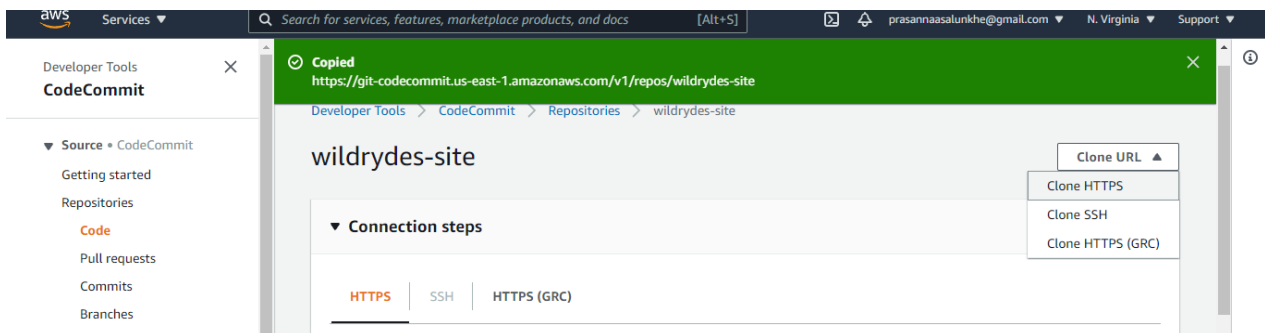 aws Services ▼ Search for services, features, marketplace products, and docs [Alt+S] prasannaasalunkhe@gmail.com ▼ N. Virginia ▼ Support ▼
Developer Tools
CodeCommit
Source • CodeCommit
Getting started
Repositories
Code
Pull requests
Commits
Branches
Copied
https://git-codecommit.us-east-1.amazonaws.com/v1/repos/wildrydes-site
Developer Tools > CodeCommit > Repositories > wildrydes-site
wildrydes-site
Clone URL ▲
Clone HTTPS
Clone SSH
Clone HTTPS (GRC)
▼ Connection steps
HTTPS SSH HTTPS (GRC)